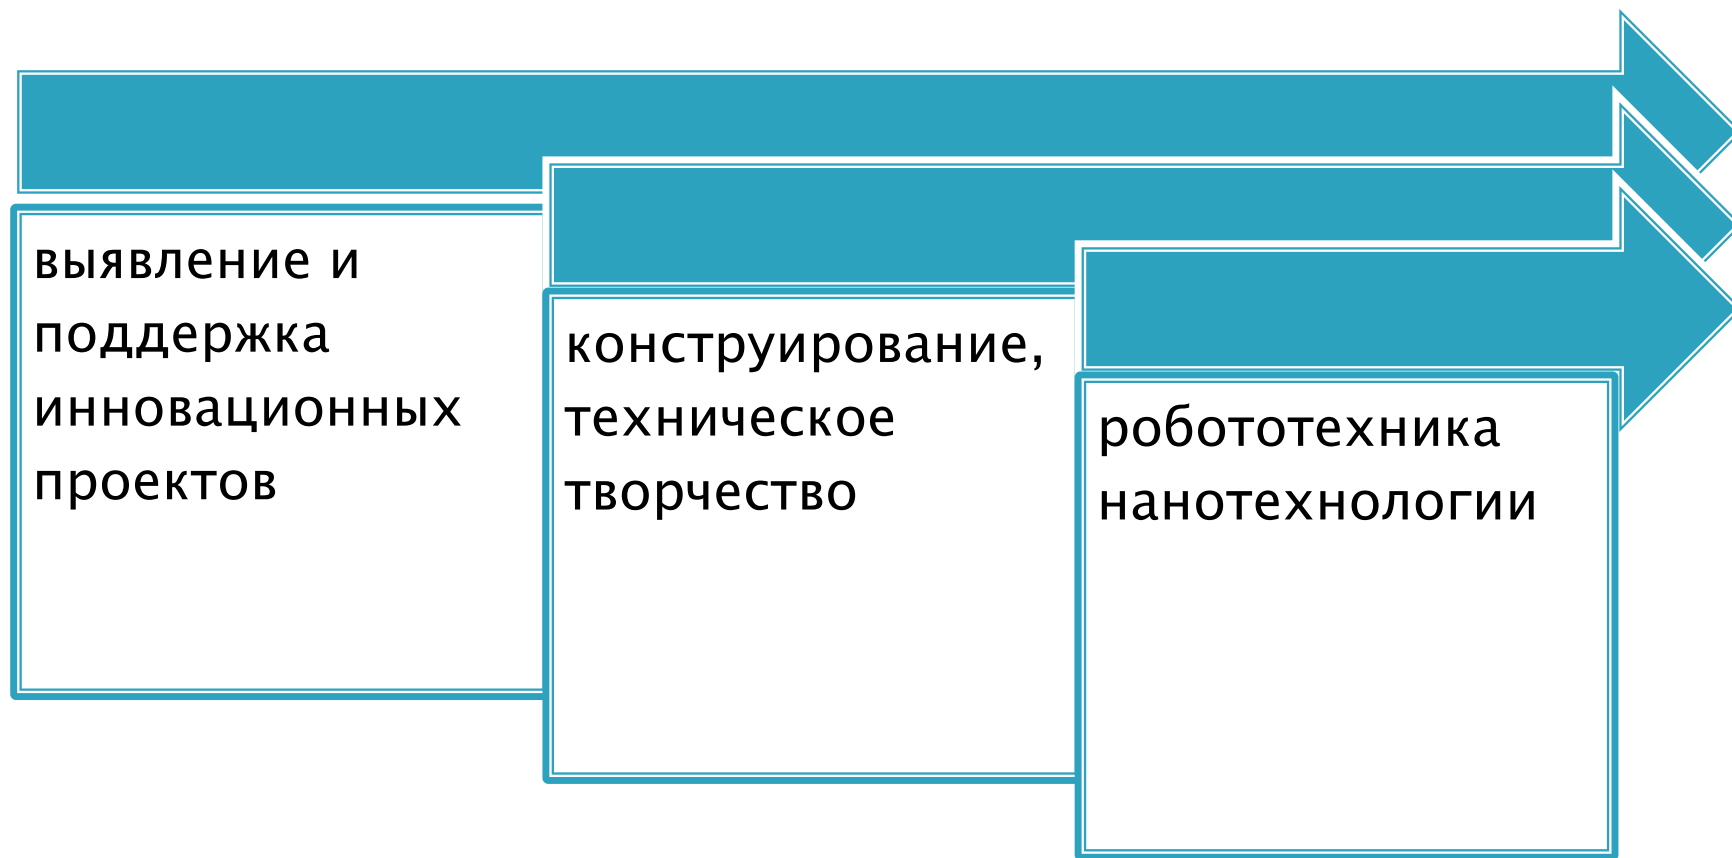 выявление и
поддержка
инновационных
проектов
конструирование,
техническое
творчество
робототехника
нанотехнологии